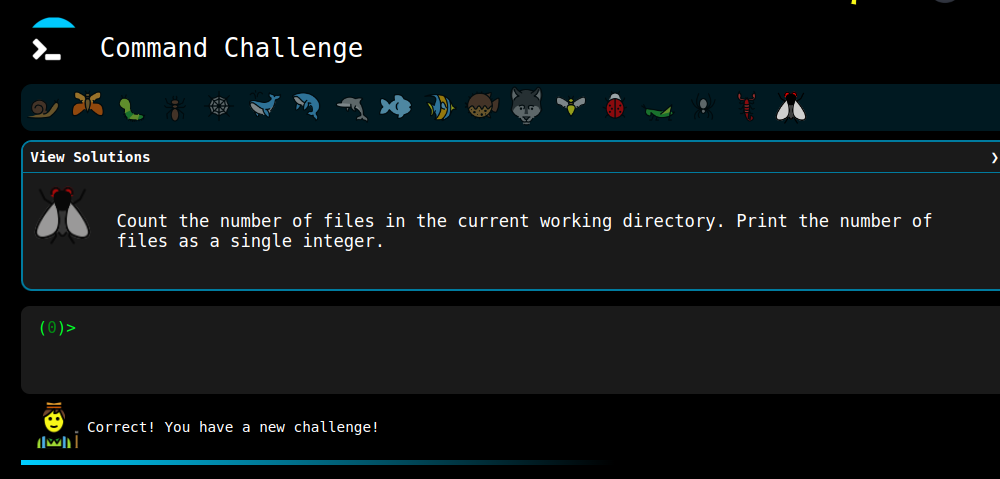 Command Challenge
View Solutions
Count the number of files in the current working directory. Print the number of
files as a single integer.
(0)>
Correct! You have a new challenge!